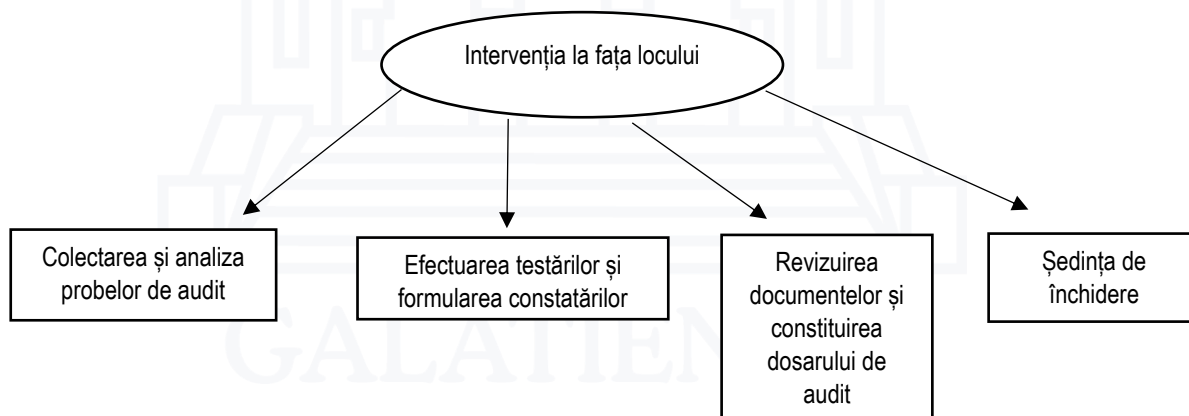 Intervenția la fața locului
Colectarea și analiza
probelor de audit
Efectuarea testărilor și
formularea constatărilor
Revizuirea
documentelor și
constituirea
dosarului de
audit
Ședința de
închidere
GALATIEN